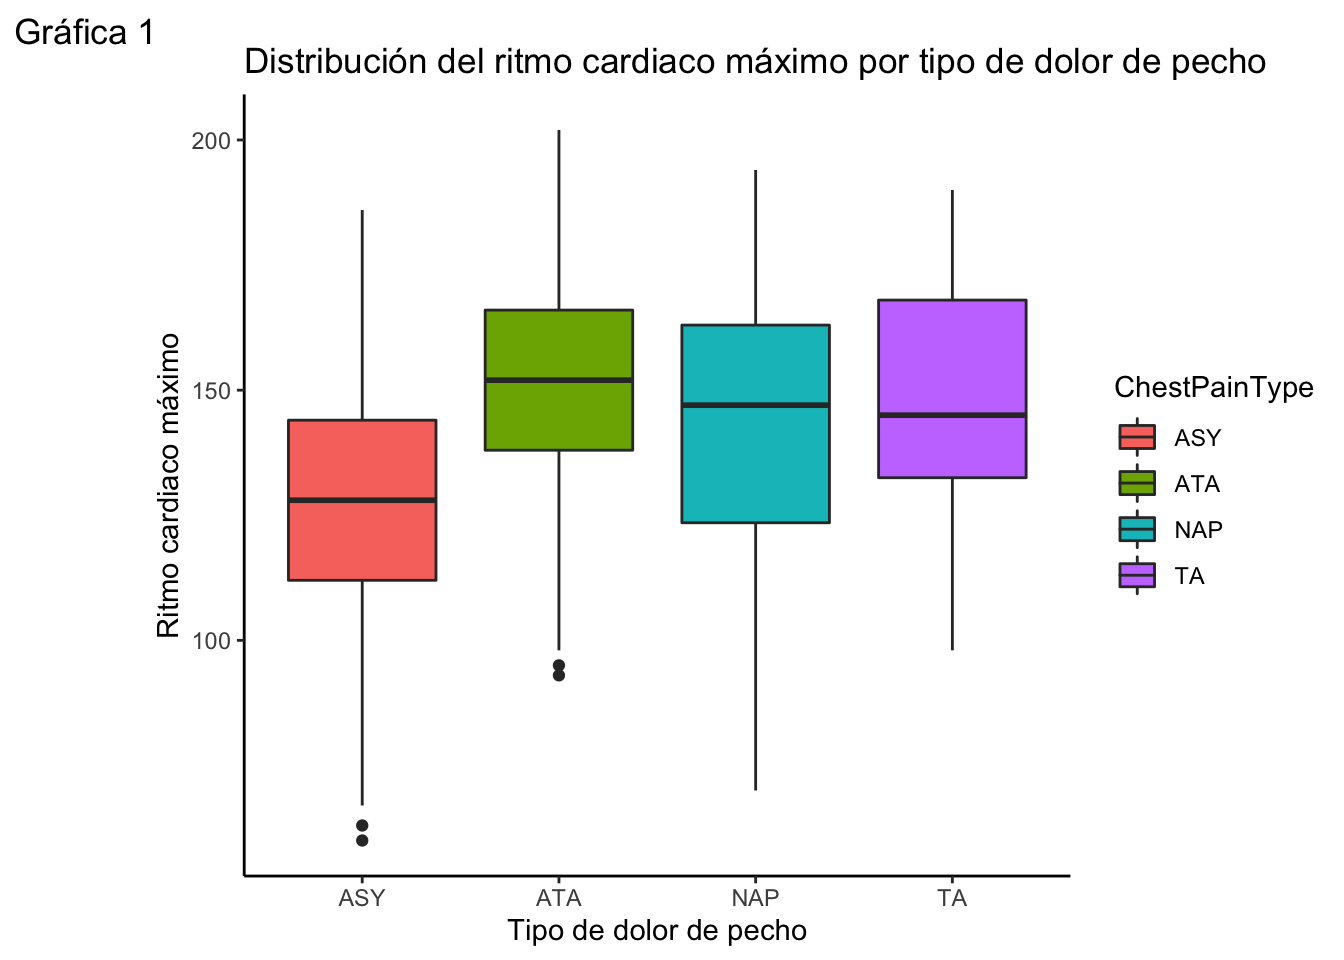 Gráfica 1
Distribución del ritmo cardiaco máximo por tipo de dolor de pecho
Ritmo cardiaco máximo
200
150
100
ASY
ATA
NAP
TA
Tipo de dolor de pecho
ChestPainType
ASY
ATA
NAP
TA